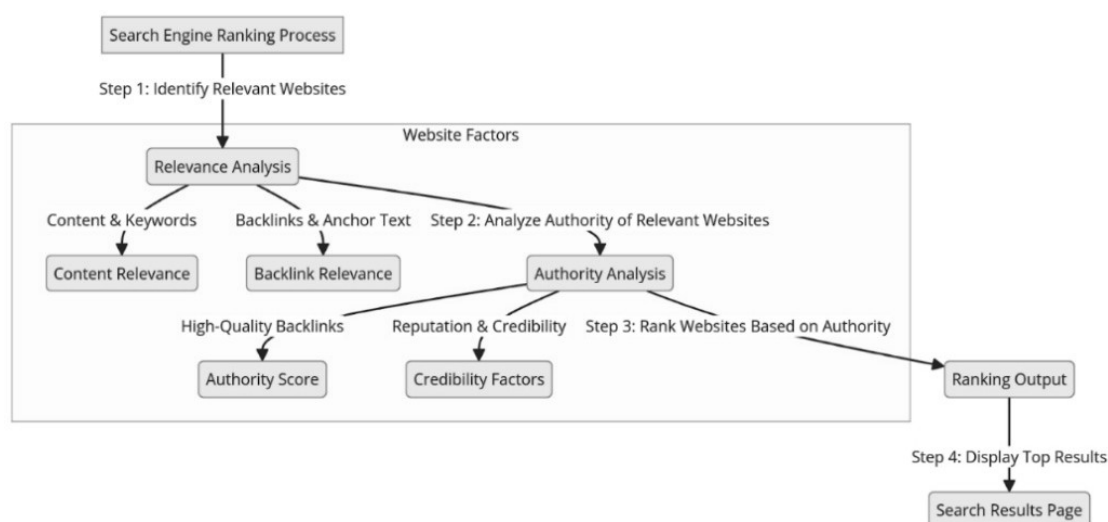 Search Engine Ranking Process
Step 1: Identify Relevant Websites
Website Factors
Relevance Analysis
Content & Keywords
Backlinks & Anchor Text
Step 2: Analyze Authority of Relevant Websites
Content Relevance
Backlink Relevance
Authority Analysis
High-Quality Backlinks
Reputation & Credibility
Step 3: Rank Websites Based on Authority
Authority Score
Credibility Factors
Ranking Output
Step 4: Display Top Results
Search Results Page